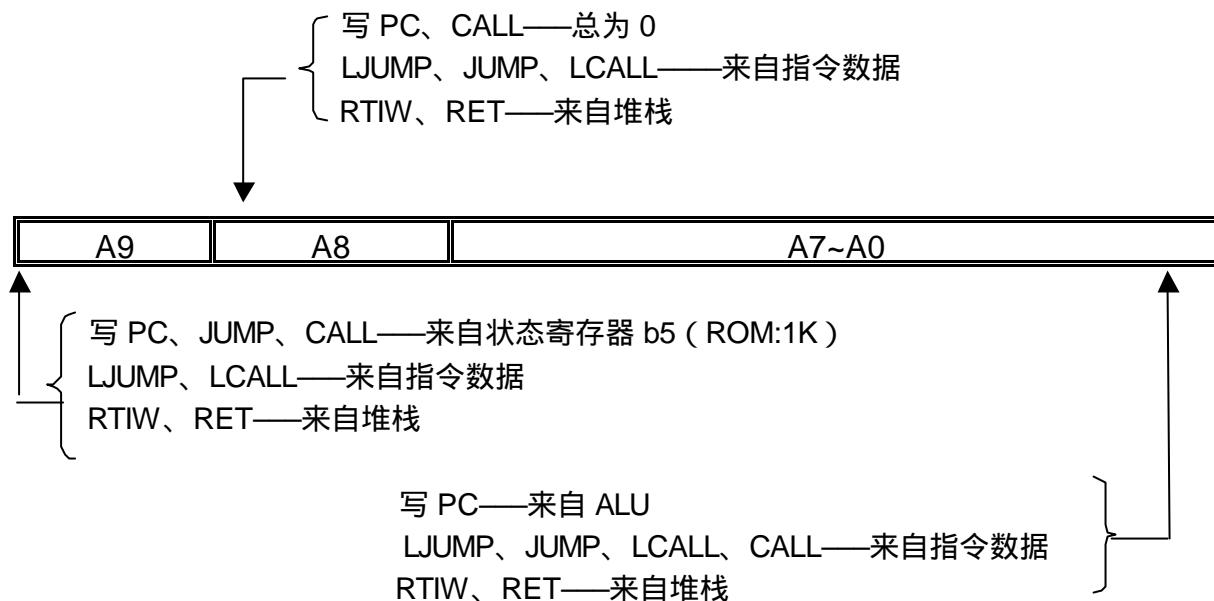 写 PC、CALL——总为 0
LJUMP、JUMP、LCALL——来自指令数据
RTIW、RET——来自堆栈
A9 A8 A7~A0
写 PC、JUMP、CALL——来自状态寄存器 b5（ROM:1K）
LJUMP、LCALL——来自指令数据
RTIW、RET——来自堆栈
写 PC——来自 ALU
LJUMP、JUMP、LCALL、CALL——来自指令数据
RTIW、RET——来自堆栈